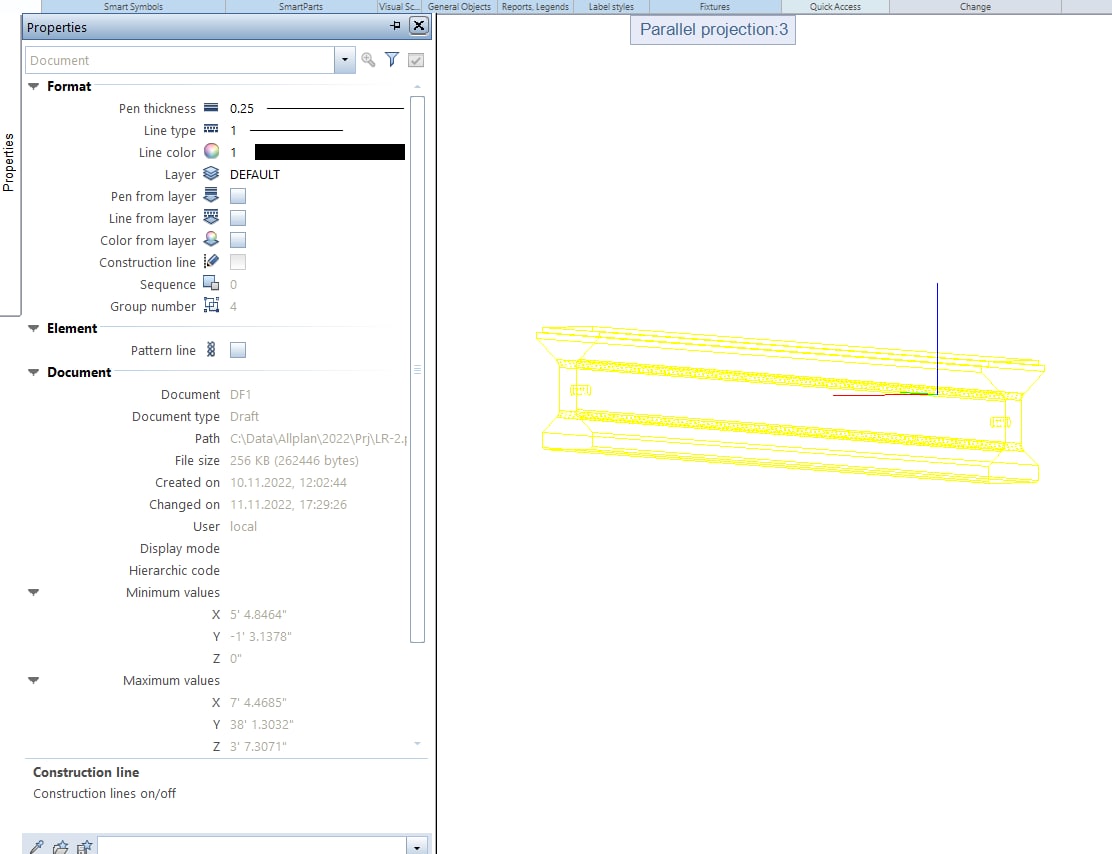 Smart Symbols
SmartParts
Visual Sc...
General Objects
Reports, Legends
Label styles
Fixtures
Quick Access
Change
Properties
Parallel projection:3
Document
Properties
Format
Pen thickness 0.25
Line type 1
Line color 1
Layer DEFAULT
Pen from layer
Line from layer
Color from layer
Construction line
Sequence 0
Group number 4
Element
Pattern line
Document
Document DF1
Document type Draft
Path C:\Data\Allplan\2022\Prj\LR-2.p
File size 256 KB (262446 bytes)
Created on 10.11.2022, 12:02:44
Changed on 11.11.2022, 17:29:26
User local
Display mode
Hierarchic code
Minimum values
X 5' 4.8464"
Y -1' 3.1378"
Z 0"
Maximum values
X 7' 4.4685"
Y 38' 1.3032"
Z 3' 7.3071"
Construction line
Construction lines on/off